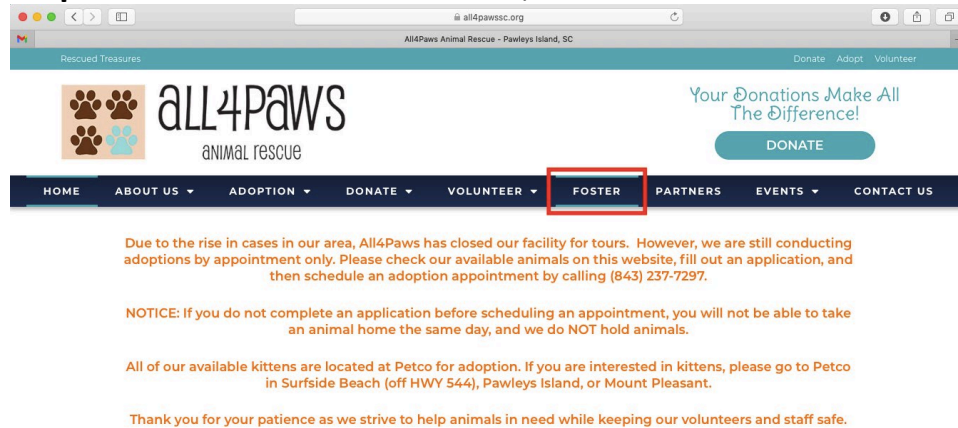 all4pawssc.org
All4Paws Animal Rescue - Pawleys Island, SC
Rescued Treasures
Donate Adopt Volunteer
all4Paws
animal rescue
Your Donations Make All
The Difference!
DONATE
HOME ABOUT US ADOPTION DONATE VOLUNTEER FOSTER PARTNERS EVENTS CONTACT US
Due to the rise in cases in our area, All4Paws has closed our facility for tours. However, we are still conducting
adoptions by appointment only. Please check our available animals on this website, fill out an application, and
then schedule an adoption appointment by calling (843) 237-7297.
NOTICE: If you do not complete an application before scheduling an appointment, you will not be able to take
an animal home the same day, and we do NOT hold animals.
All of our available kittens are located at Petco for adoption. If you are interested in kittens, please go to Petco
in Surfside Beach (off HWY 544), Pawleys Island, or Mount Pleasant.
Thank you for your patience as we strive to help animals in need while keeping our volunteers and staff safe.